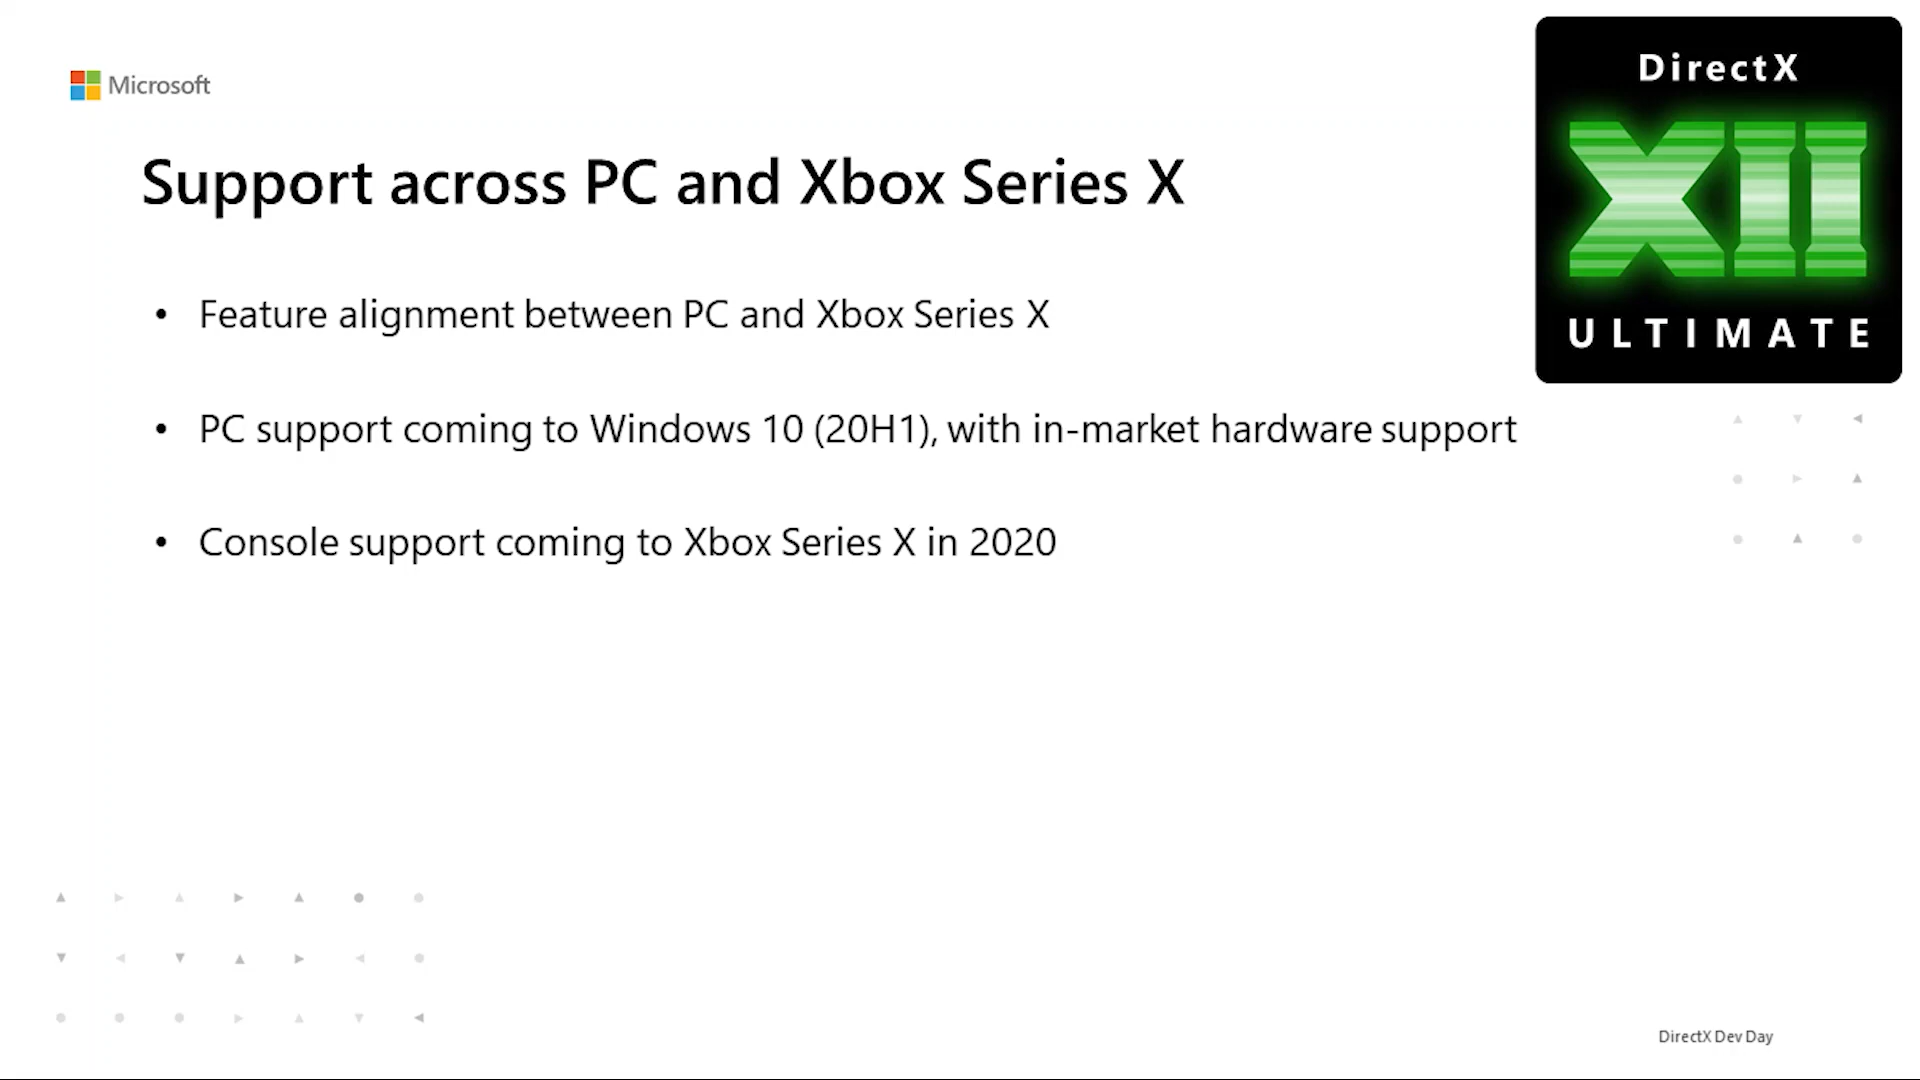 Microsoft
DirectX
XII
ULTIMATE
Support across PC and Xbox Series X
• Feature alignment between PC and Xbox Series X
• PC support coming to Windows 10 (20H1), with in-market hardware support
• Console support coming to Xbox Series X in 2020
DirectX Dev Day